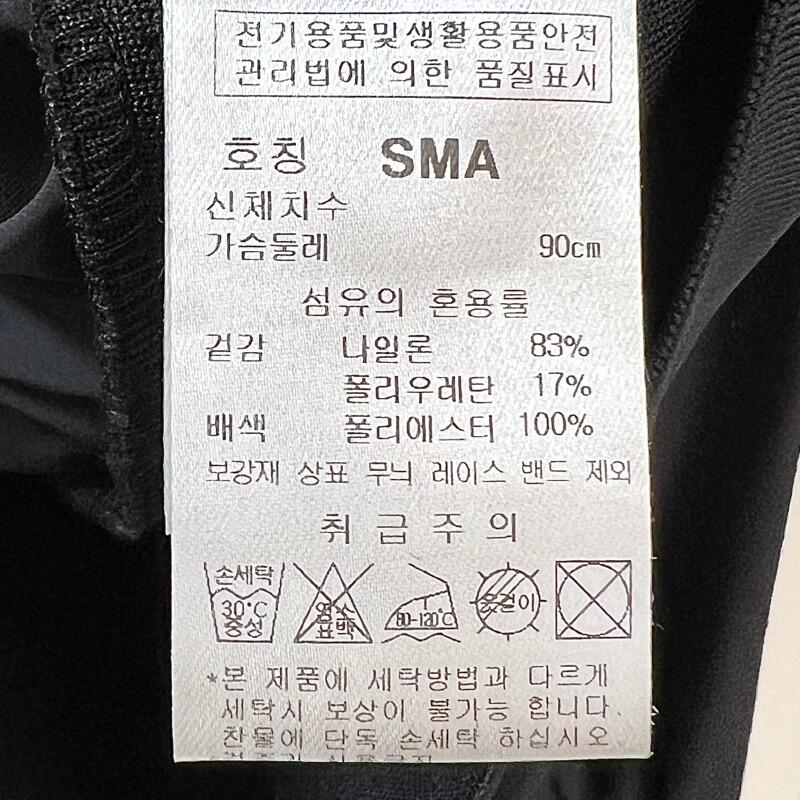 전기용품및생활용품안전
관리법에 의한 품질표시
호칭 SMA
신체치수
가슴둘레 90cm
섬유의 혼용률
겉감 나일론 83%
폴리우레탄 17%
배색 폴리에스터 100%
보강재 상표 무늬 레이스 밴드 제외
취급주의
손세탁 30°C 중성
염소 표백
80-120°C
옷걸이
*본 제품에 세탁방법과 다르게
세탁시 보상이 불가능 합니다.
찬물에 단독 손세탁 하십시오